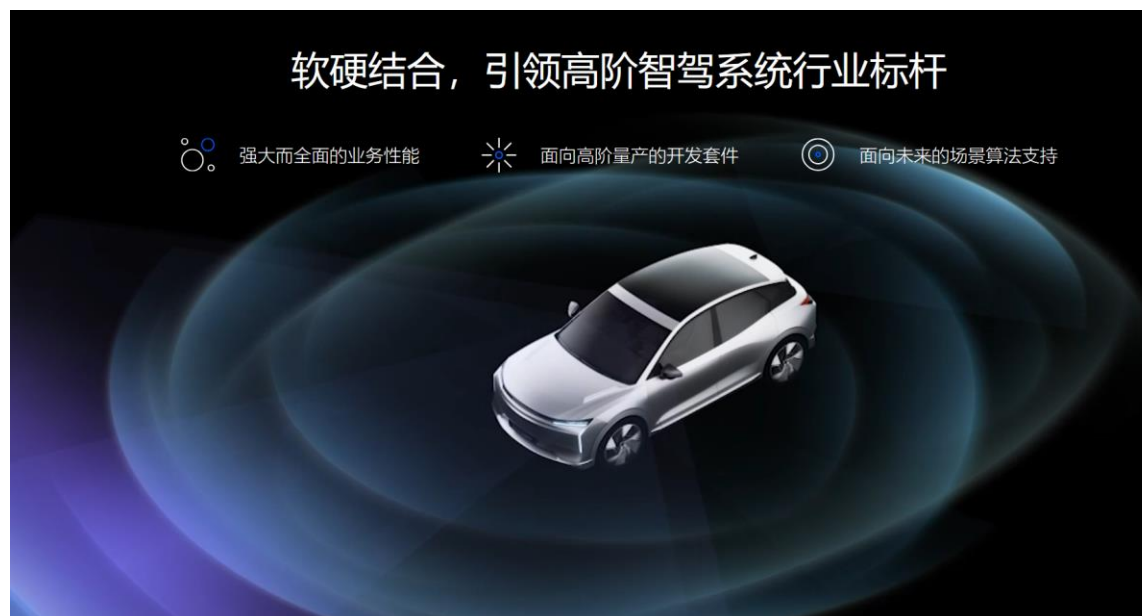 软硬结合，引领高阶智驾系统行业标杆
强大而全面的业务性能
面向高阶量产的开发套件
面向未来的场景算法支持